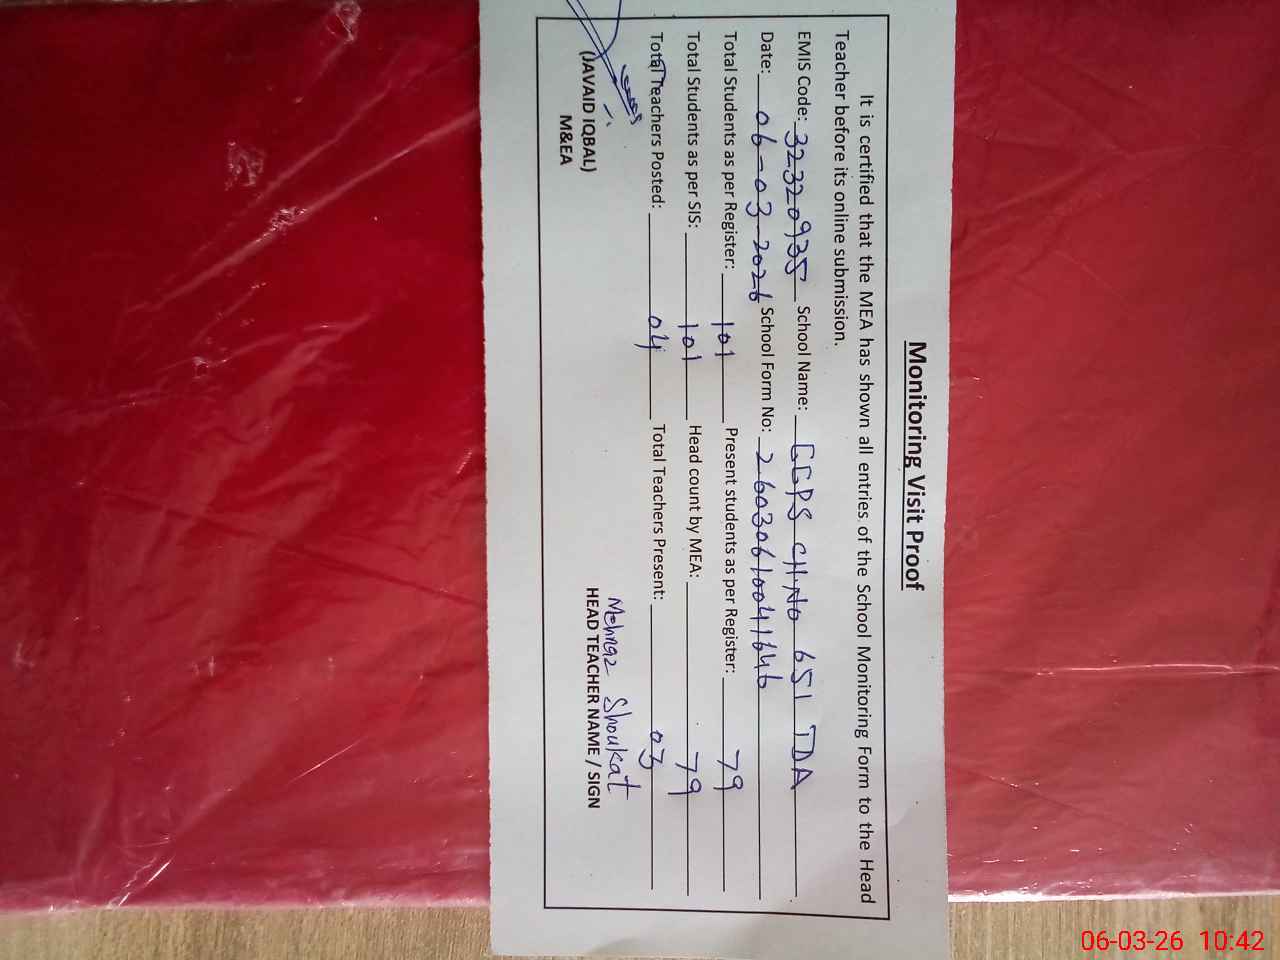 Monitoring Visit Proof
It is certified that the MEA has shown all entries of the School Monitoring Form to the Head
Teacher before its online submission.
EMIS Code: 32320935 School Name: GGPS CH.NO 651 TDA
Date: 06-03-2026 School Form No: 26030610041646
Total Students as per Register: 101 Present students as per Register: 79
Total Students as per SIS: 101 Head count by MEA: 79
Total Teachers Posted: 04 Total Teachers Present: 03
Mehnaz Shoukat
(JAVAID IQBAL) HEAD TEACHER NAME / SIGN
M&EA
06-03-26 10:42